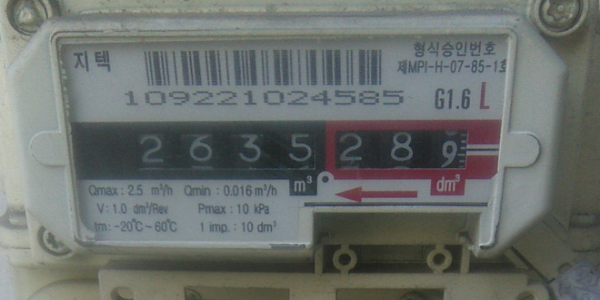 지텍
형식승인번호
제MPI-H-07-85-1호
109221024585
G1.6 L
2635289
m³
dm³
Qmax : 2.5 m³/h Qmin : 0.016 m³/h
V : 1.0 dm³/Rev Pmax : 10 kPa
tm : -20℃~60℃ 1 imp. : 10 dm³